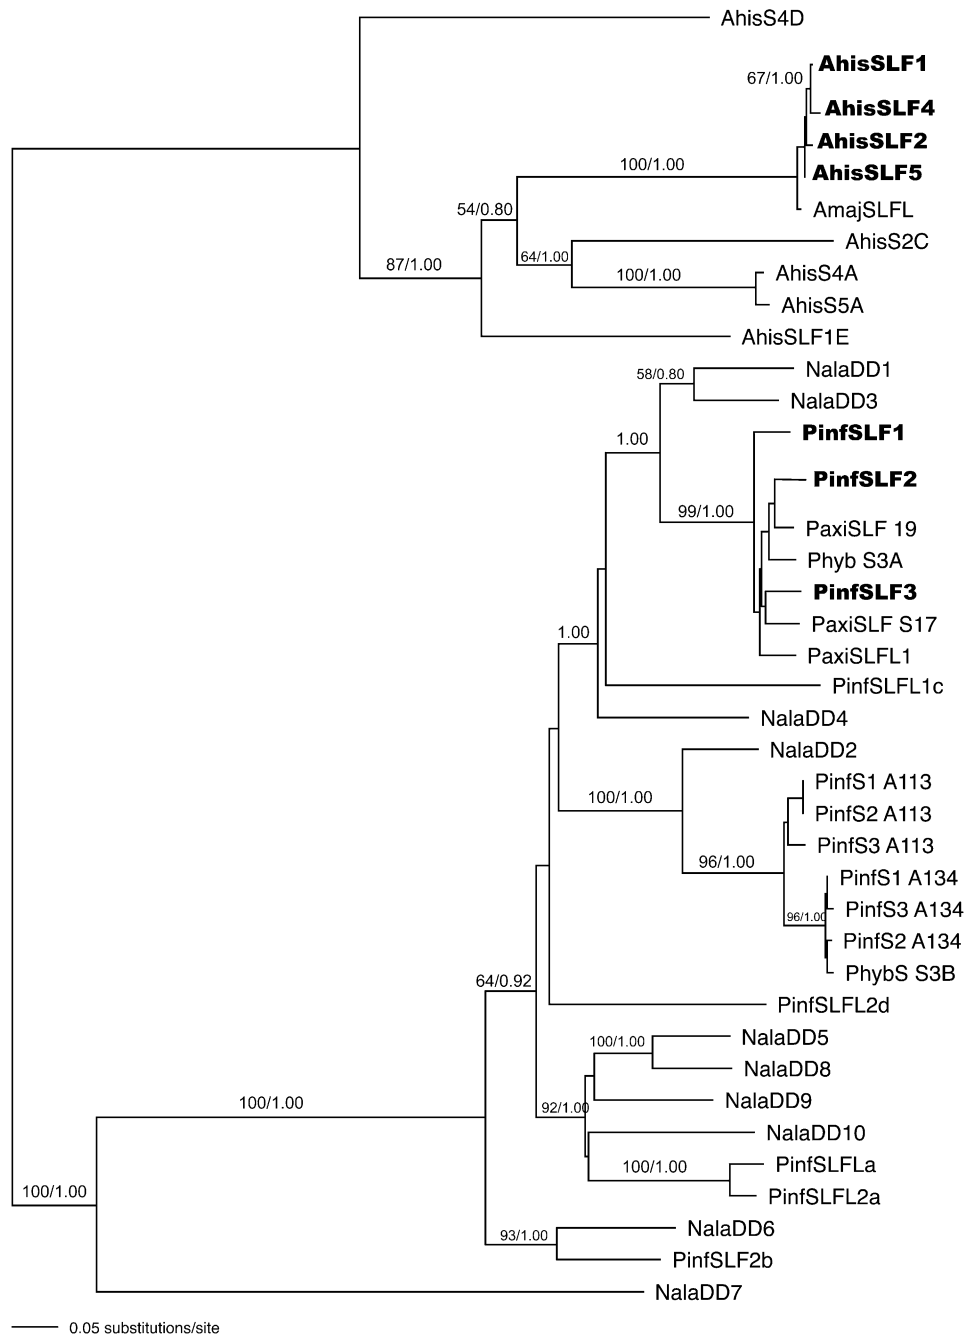 AhisS4D
AhisSLF1
67/1.00
AhisSLF4
AhisSLF2
100/1.00
AhisSLF5
54/0.80
AmajSLFL
AhisS2C
64/1.00
87/1.00
100/1.00
AhisS4A
AhisS5A
AhisSLF1E
NalaDD1
58/0.80
NalaDD3
1.00
PinfSLF1
PinfSLF2
99/1.00
PaxiSLF 19
Phyb S3A
PinfSLF3
PaxiSLF S17
1.00
PaxiSLFL1
PinfSLFL1c
NalaDD4
NalaDD2
PinfS1 A113
100/1.00
PinfS2 A113
PinfS3 A113
96/1.00
PinfS1 A134
PinfS3 A134
96/1.00
PinfS2 A134
PhybS S3B
64/0.92
PinfSLFL2d
NalaDD5
100/1.00
NalaDD8
NalaDD9
100/1.00
92/1.00
NalaDD10
100/1.00
PinfSLFLa
PinfSLFL2a
100/1.00
NalaDD6
93/1.00
PinfSLF2b
NalaDD7
0.05 substitutions/site